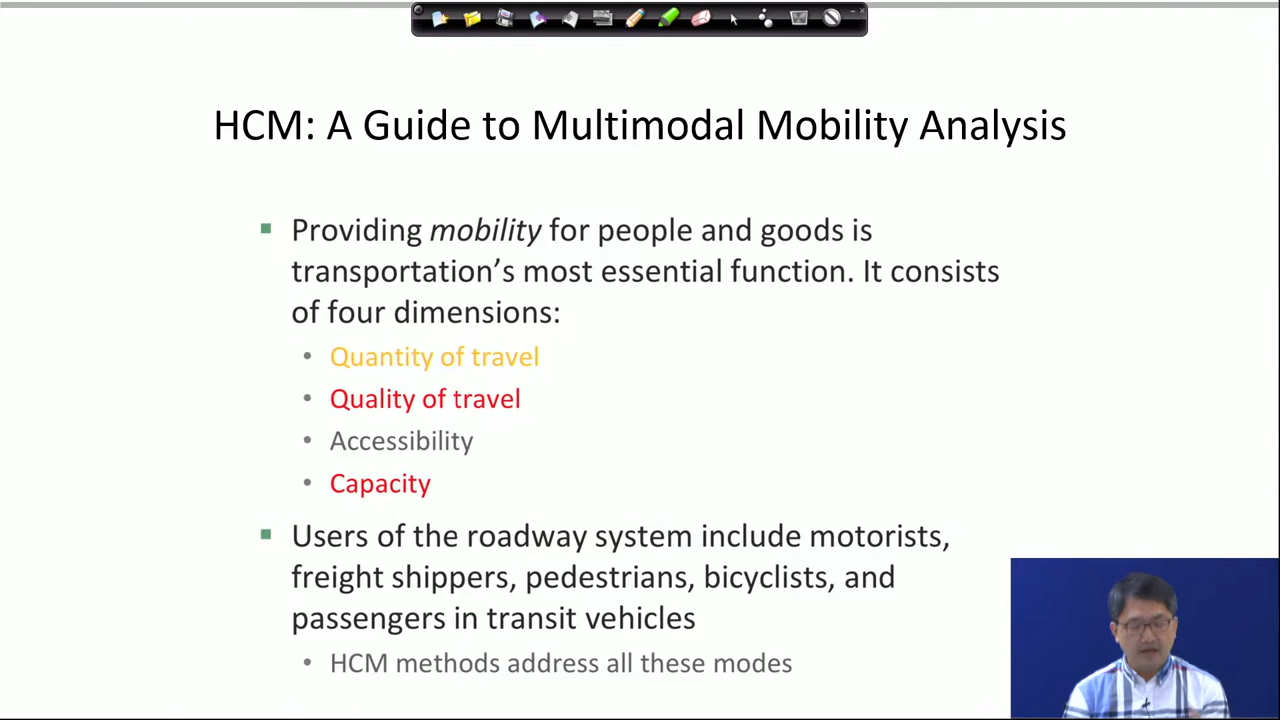 HCM: A Guide to Multimodal Mobility Analysis
Providing mobility for people and goods is
transportation’s most essential function. It consists
of four dimensions:
Quantity of travel
Quality of travel
Accessibility
Capacity
Users of the roadway system include motorists,
freight shippers, pedestrians, bicyclists, and
passengers in transit vehicles
HCM methods address all these modes